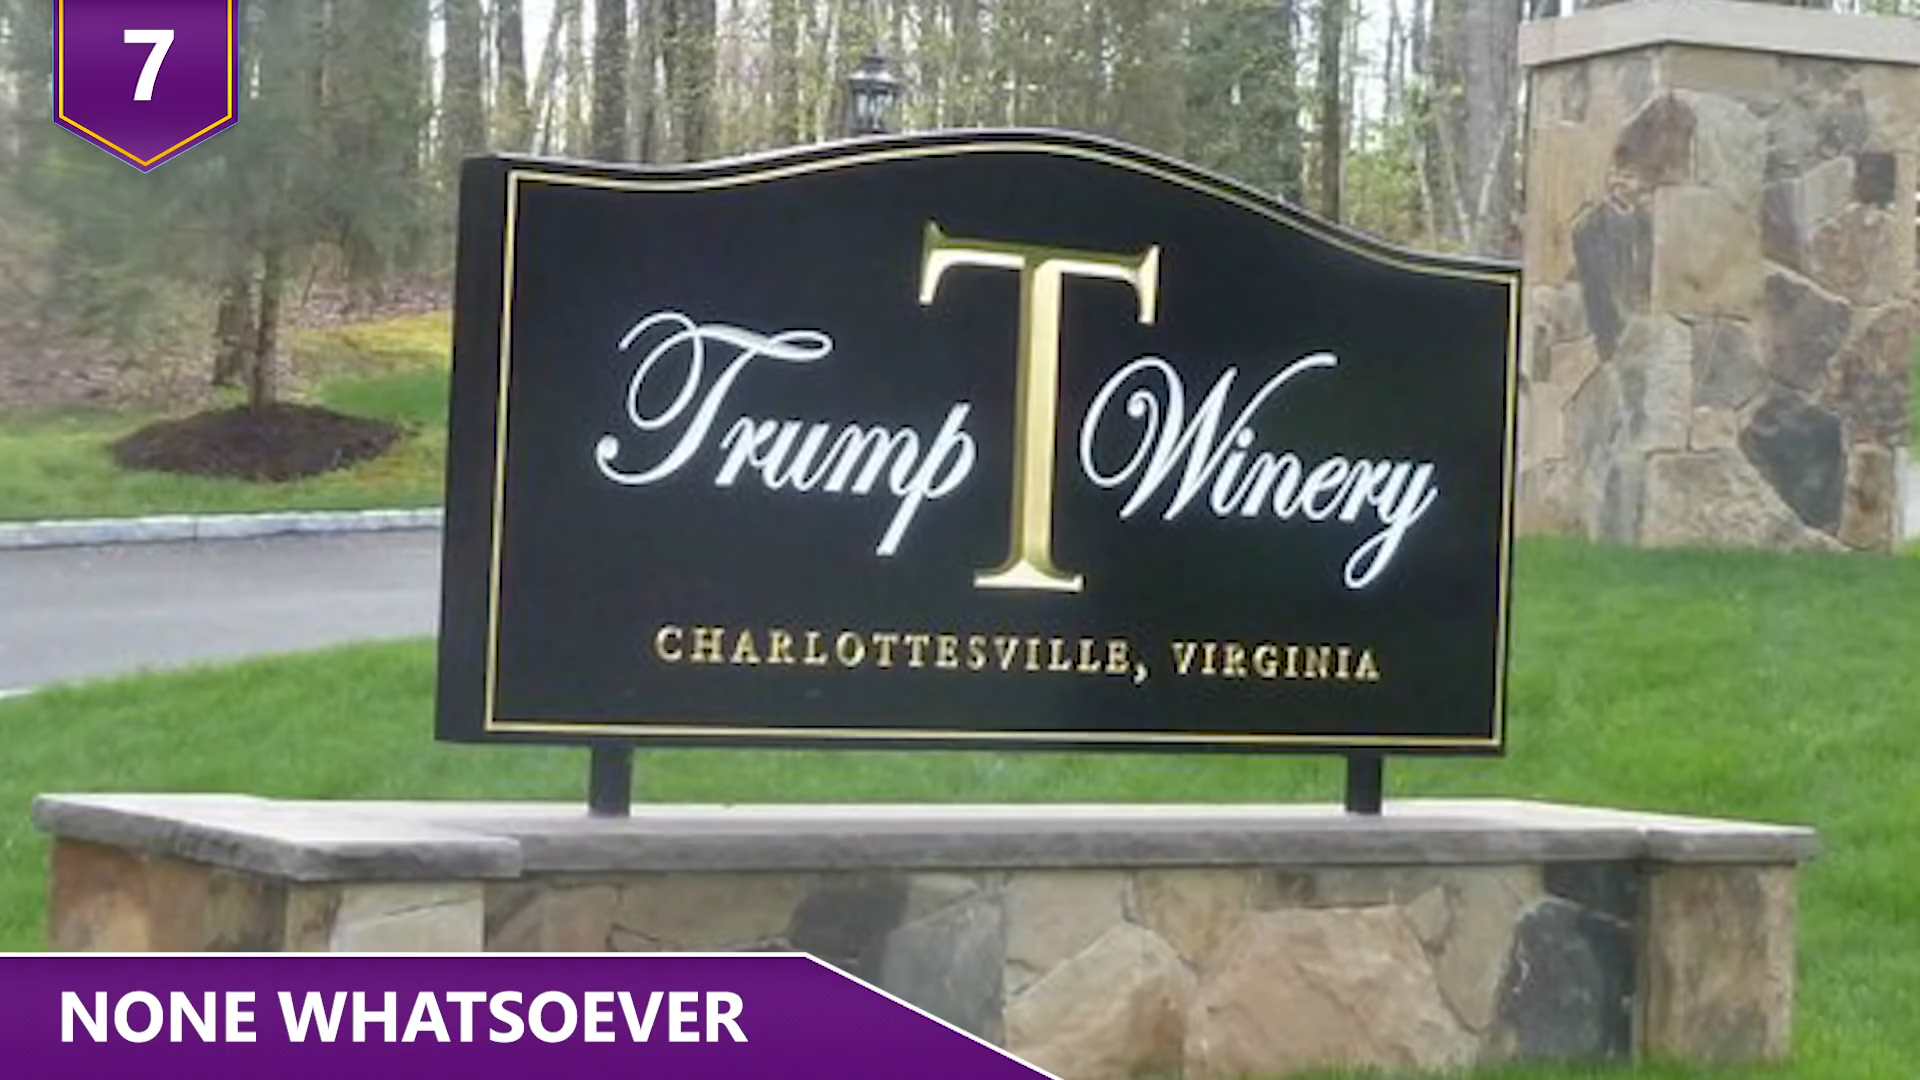 7
T
Trump Winery
CHARLOTTESVILLE, VIRGINIA
NONE WHATSOEVER